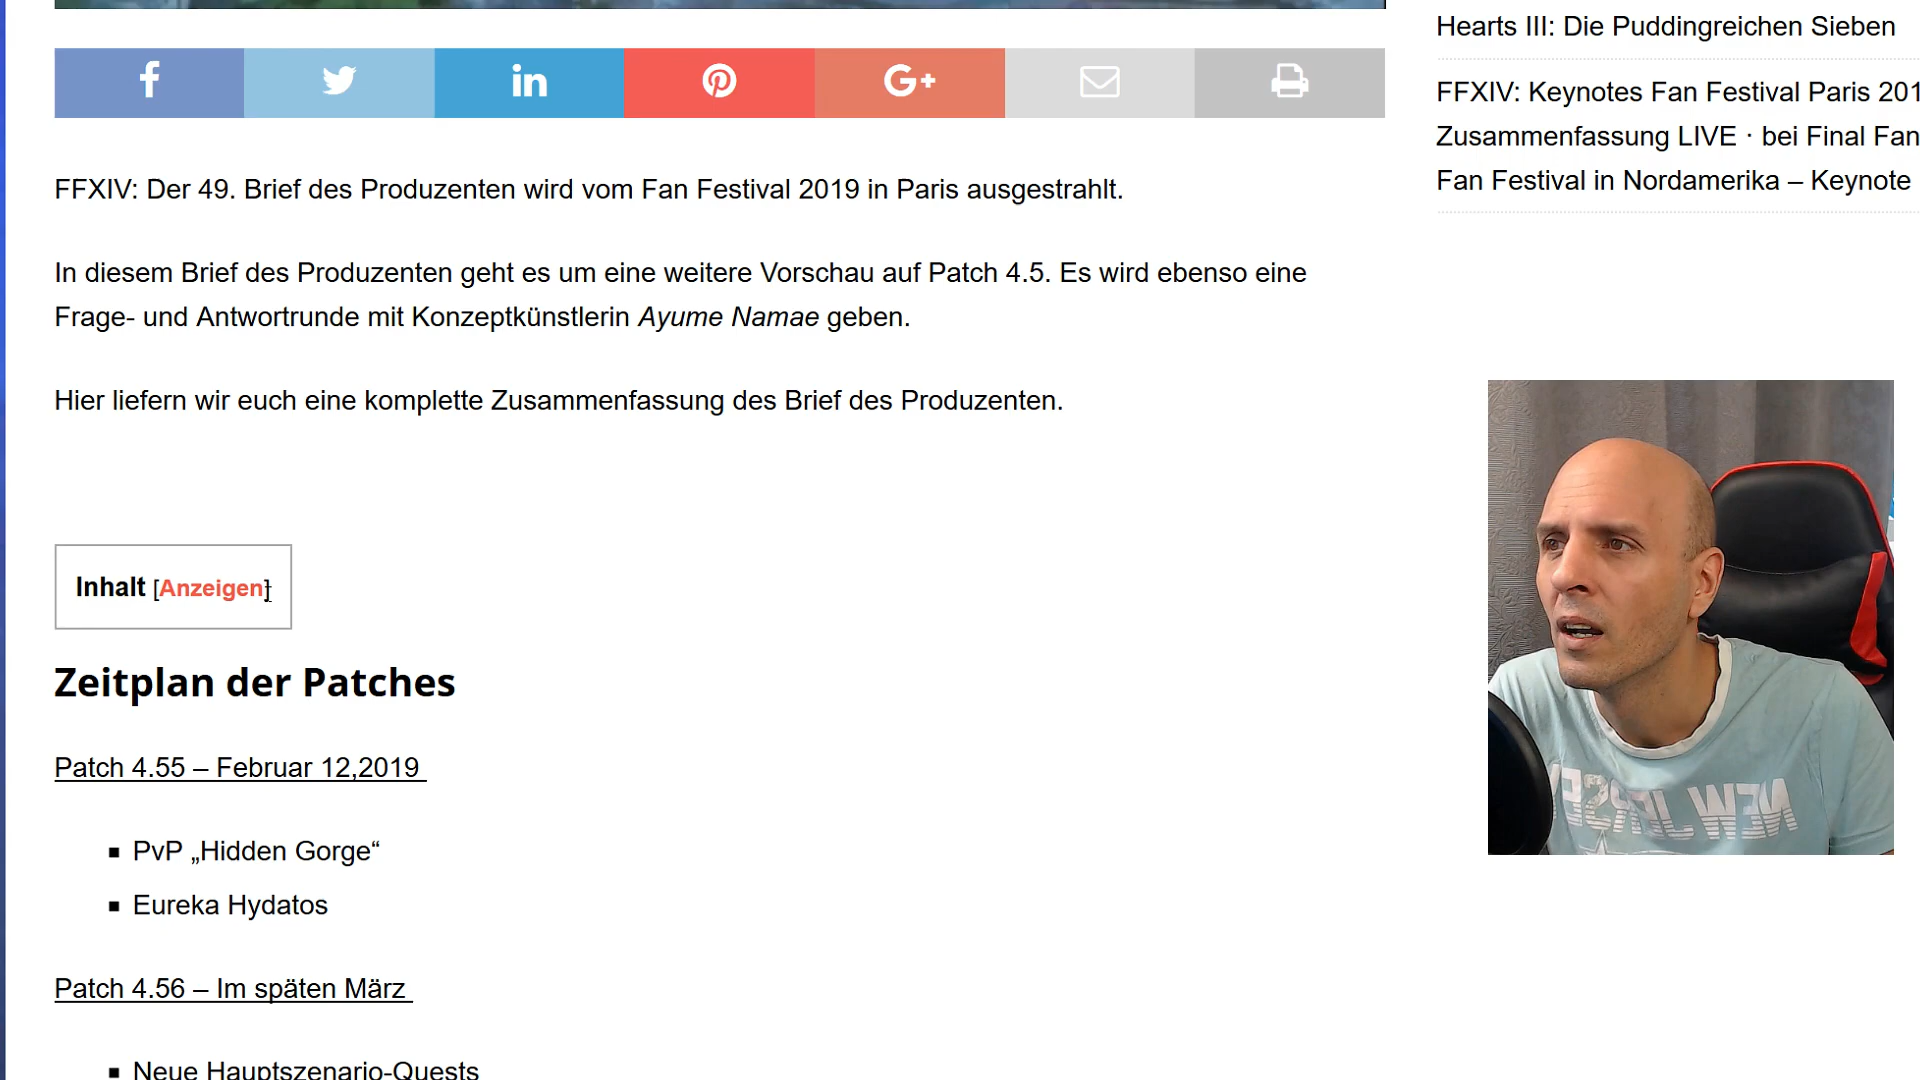 Hearts III: Die Puddingreichen Sieben
FFXIV: Keynotes Fan Festival Paris 201
Zusammenfassung LIVE · bei Final Fan
Fan Festival in Nordamerika – Keynote
f
in
G+
FFXIV: Der 49. Brief des Produzenten wird vom Fan Festival 2019 in Paris ausgestrahlt.
In diesem Brief des Produzenten geht es um eine weitere Vorschau auf Patch 4.5. Es wird ebenso eine
Frage- und Antwortrunde mit Konzeptkünstlerin Ayume Namae geben.
Hier liefern wir euch eine komplette Zusammenfassung des Brief des Produzenten.
Inhalt [Anzeigen]
Zeitplan der Patches
Patch 4.55 – Februar 12,2019
▪ PvP „Hidden Gorge“
▪ Eureka Hydatos
Patch 4.56 – Im späten März
▪ Neue Hauptszenario-Quests
NEW JERSEY